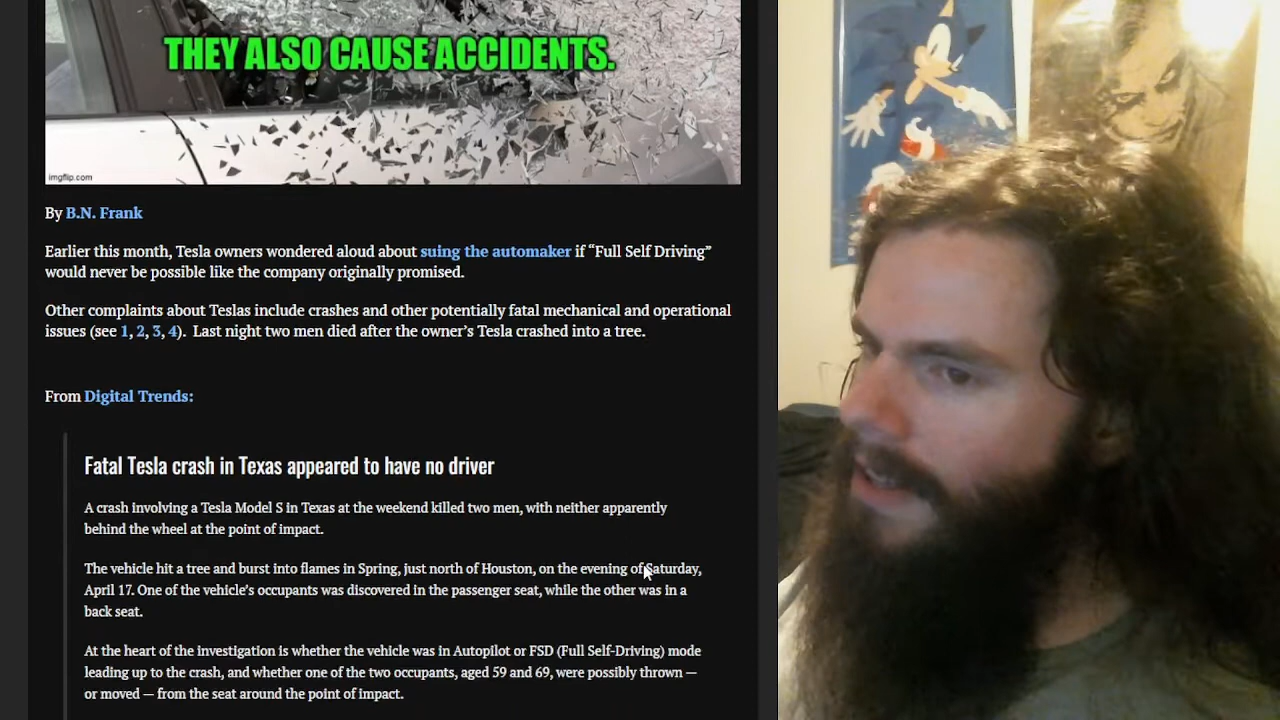 THEY ALSO CAUSE ACCIDENTS.
imgflip.com
By B.N. Frank
Earlier this month, Tesla owners wondered aloud about suing the automaker if “Full Self Driving”
would never be possible like the company originally promised.
Other complaints about Teslas include crashes and other potentially fatal mechanical and operational
issues (see 1, 2, 3, 4).  Last night two men died after the owner’s Tesla crashed into a tree.
From Digital Trends:
Fatal Tesla crash in Texas appeared to have no driver
A crash involving a Tesla Model S in Texas at the weekend killed two men, with neither apparently
behind the wheel at the point of impact.
The vehicle hit a tree and burst into flames in Spring, just north of Houston, on the evening of Saturday,
April 17. One of the vehicle’s occupants was discovered in the passenger seat, while the other was in a
back seat.
At the heart of the investigation is whether the vehicle was in Autopilot or FSD (Full Self-Driving) mode
leading up to the crash, and whether one of the two occupants, aged 59 and 69, were possibly thrown —
or moved — from the seat around the point of impact.